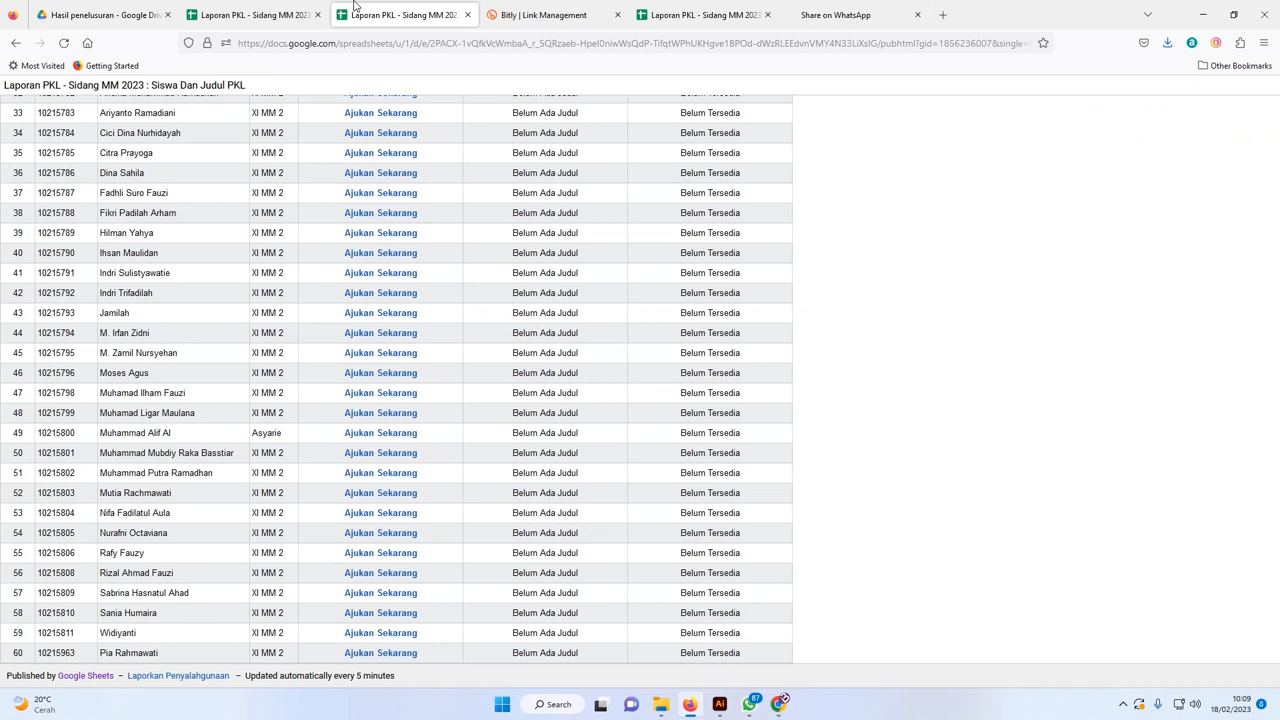 Hasil penelusuran - Google Driv
Laporan PKL - Sidang MM 2023
Laporan PKL - Sidang MM 202
Bitly | Link Management
Laporan PKL - Sidang MM 2023
Share on WhatsApp
Most Visited
Getting Started
Other Bookmarks
Laporan PKL - Sidang MM 2023 : Siswa Dan Judul PKL
33 10215783 Ariyanto Ramadiani XI MM 2 Ajukan Sekarang Belum Ada Judul Belum Tersedia
34 10215784 Cici Dina Nurhidayah XI MM 2 Ajukan Sekarang Belum Ada Judul Belum Tersedia
35 10215785 Citra Prayoga XI MM 2 Ajukan Sekarang Belum Ada Judul Belum Tersedia
36 10215786 Dina Sahila XI MM 2 Ajukan Sekarang Belum Ada Judul Belum Tersedia
37 10215787 Fadhli Suro Fauzi XI MM 2 Ajukan Sekarang Belum Ada Judul Belum Tersedia
38 10215788 Fikri Padilah Arham XI MM 2 Ajukan Sekarang Belum Ada Judul Belum Tersedia
39 10215789 Hilman Yahya XI MM 2 Ajukan Sekarang Belum Ada Judul Belum Tersedia
40 10215790 Ihsan Maulidan XI MM 2 Ajukan Sekarang Belum Ada Judul Belum Tersedia
41 10215791 Indri Sulistyawatie XI MM 2 Ajukan Sekarang Belum Ada Judul Belum Tersedia
42 10215792 Indri Trifadilah XI MM 2 Ajukan Sekarang Belum Ada Judul Belum Tersedia
43 10215793 Jamilah XI MM 2 Ajukan Sekarang Belum Ada Judul Belum Tersedia
44 10215794 M. Irfan Zidni XI MM 2 Ajukan Sekarang Belum Ada Judul Belum Tersedia
45 10215795 M. Zamil Nursyehan XI MM 2 Ajukan Sekarang Belum Ada Judul Belum Tersedia
46 10215796 Moses Agus XI MM 2 Ajukan Sekarang Belum Ada Judul Belum Tersedia
47 10215798 Muhamad Ilham Fauzi XI MM 2 Ajukan Sekarang Belum Ada Judul Belum Tersedia
48 10215799 Muhamad Ligar Maulana XI MM 2 Ajukan Sekarang Belum Ada Judul Belum Tersedia
49 10215800 Muhammad Alif Al Asyarie Ajukan Sekarang Belum Ada Judul Belum Tersedia
50 10215801 Muhammad Mubdiy Raka Basstiar XI MM 2 Ajukan Sekarang Belum Ada Judul Belum Tersedia
51 10215802 Muhammad Putra Ramadhan XI MM 2 Ajukan Sekarang Belum Ada Judul Belum Tersedia
52 10215803 Mutia Rachmawati XI MM 2 Ajukan Sekarang Belum Ada Judul Belum Tersedia
53 10215804 Nifa Fadilatul Aula XI MM 2 Ajukan Sekarang Belum Ada Judul Belum Tersedia
54 10215805 Nurafni Octaviana XI MM 2 Ajukan Sekarang Belum Ada Judul Belum Tersedia
55 10215806 Rafy Fauzy XI MM 2 Ajukan Sekarang Belum Ada Judul Belum Tersedia
56 10215808 Rizal Ahmad Fauzi XI MM 2 Ajukan Sekarang Belum Ada Judul Belum Tersedia
57 10215809 Sabrina Hasnatul Ahad XI MM 2 Ajukan Sekarang Belum Ada Judul Belum Tersedia
58 10215810 Sania Humaira XI MM 2 Ajukan Sekarang Belum Ada Judul Belum Tersedia
59 10215811 Widiyanti XI MM 2 Ajukan Sekarang Belum Ada Judul Belum Tersedia
60 10215963 Pia Rahmawati XI MM 2 Ajukan Sekarang Belum Ada Judul Belum Tersedia
Published by Google Sheets – Laporkan Penyalahgunaan – Updated automatically every 5 minutes
20°C
Cerah
Search
Ai
87
10:09
18/02/2023
8